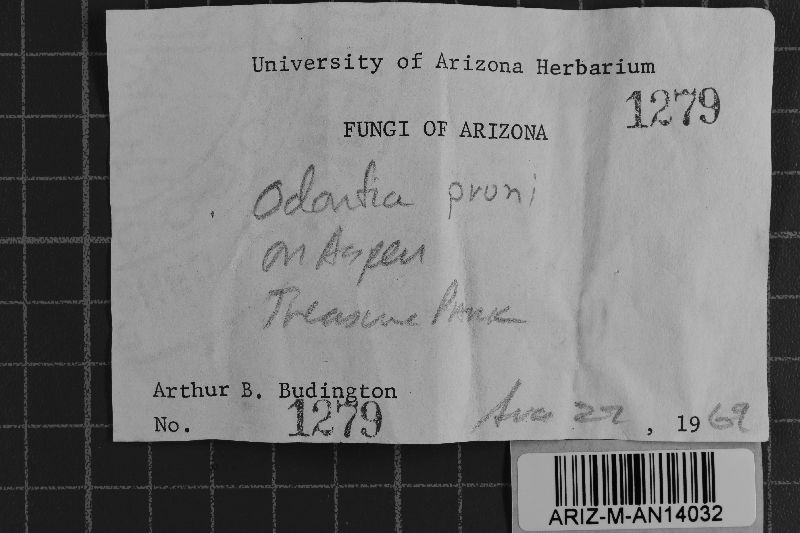 University of Arizona Herbarium
1279
FUNGI OF ARIZONA
Odontia pruni
on Aspen
Treasure Park
Arthur B. Budington
No. 1279
Aug 27, 1969
ARIZ-M-AN14032